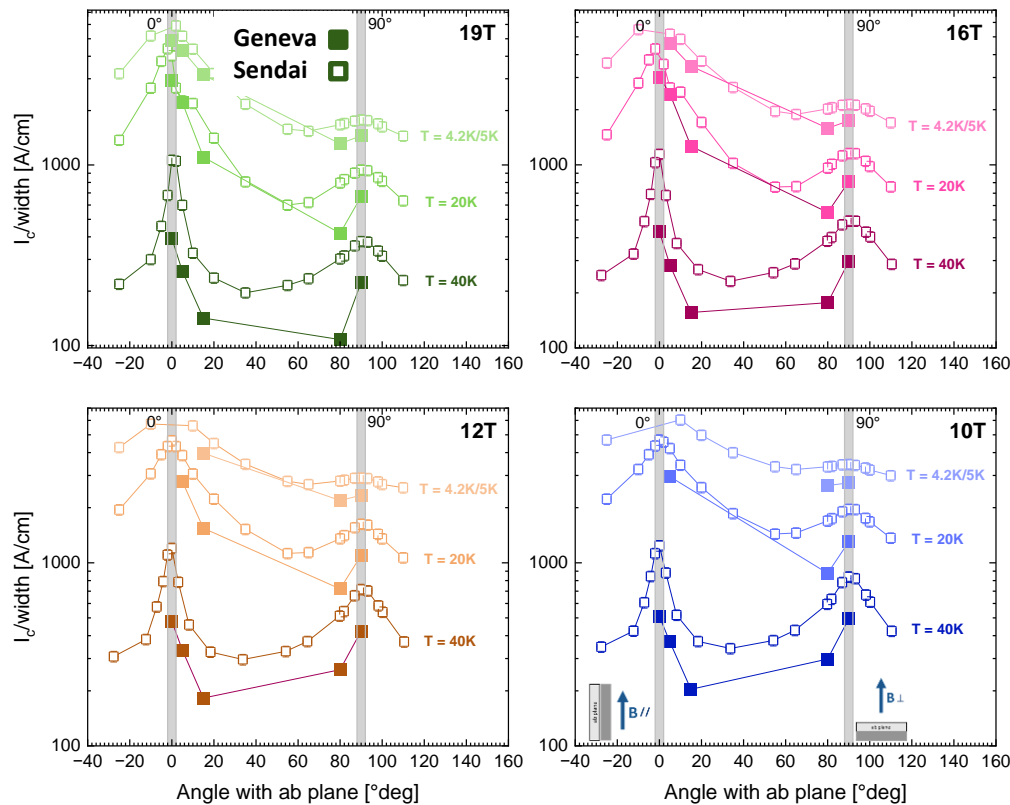 0° 90° 19T
Geneva
Sendai
T = 4.2K/5K
T = 20K
T = 40K
1000
100
I_c/width [A/cm]
−40 −20 0 20 40 60 80 100 120 140 160
0° 90° 16T
T = 4.2K/5K
T = 20K
T = 40K
1000
100
−40 −20 0 20 40 60 80 100 120 140 160
0° 90° 12T
T = 4.2K/5K
T = 20K
T = 40K
1000
100
I_c/width [A/cm]
−40 −20 0 20 40 60 80 100 120 140 160
Angle with ab plane [°deg]
0° 90° 10T
T = 4.2K/5K
T = 20K
T = 40K
ab plane
B//
B⊥
ab plane
1000
100
−40 −20 0 20 40 60 80 100 120 140 160
Angle with ab plane [°deg]